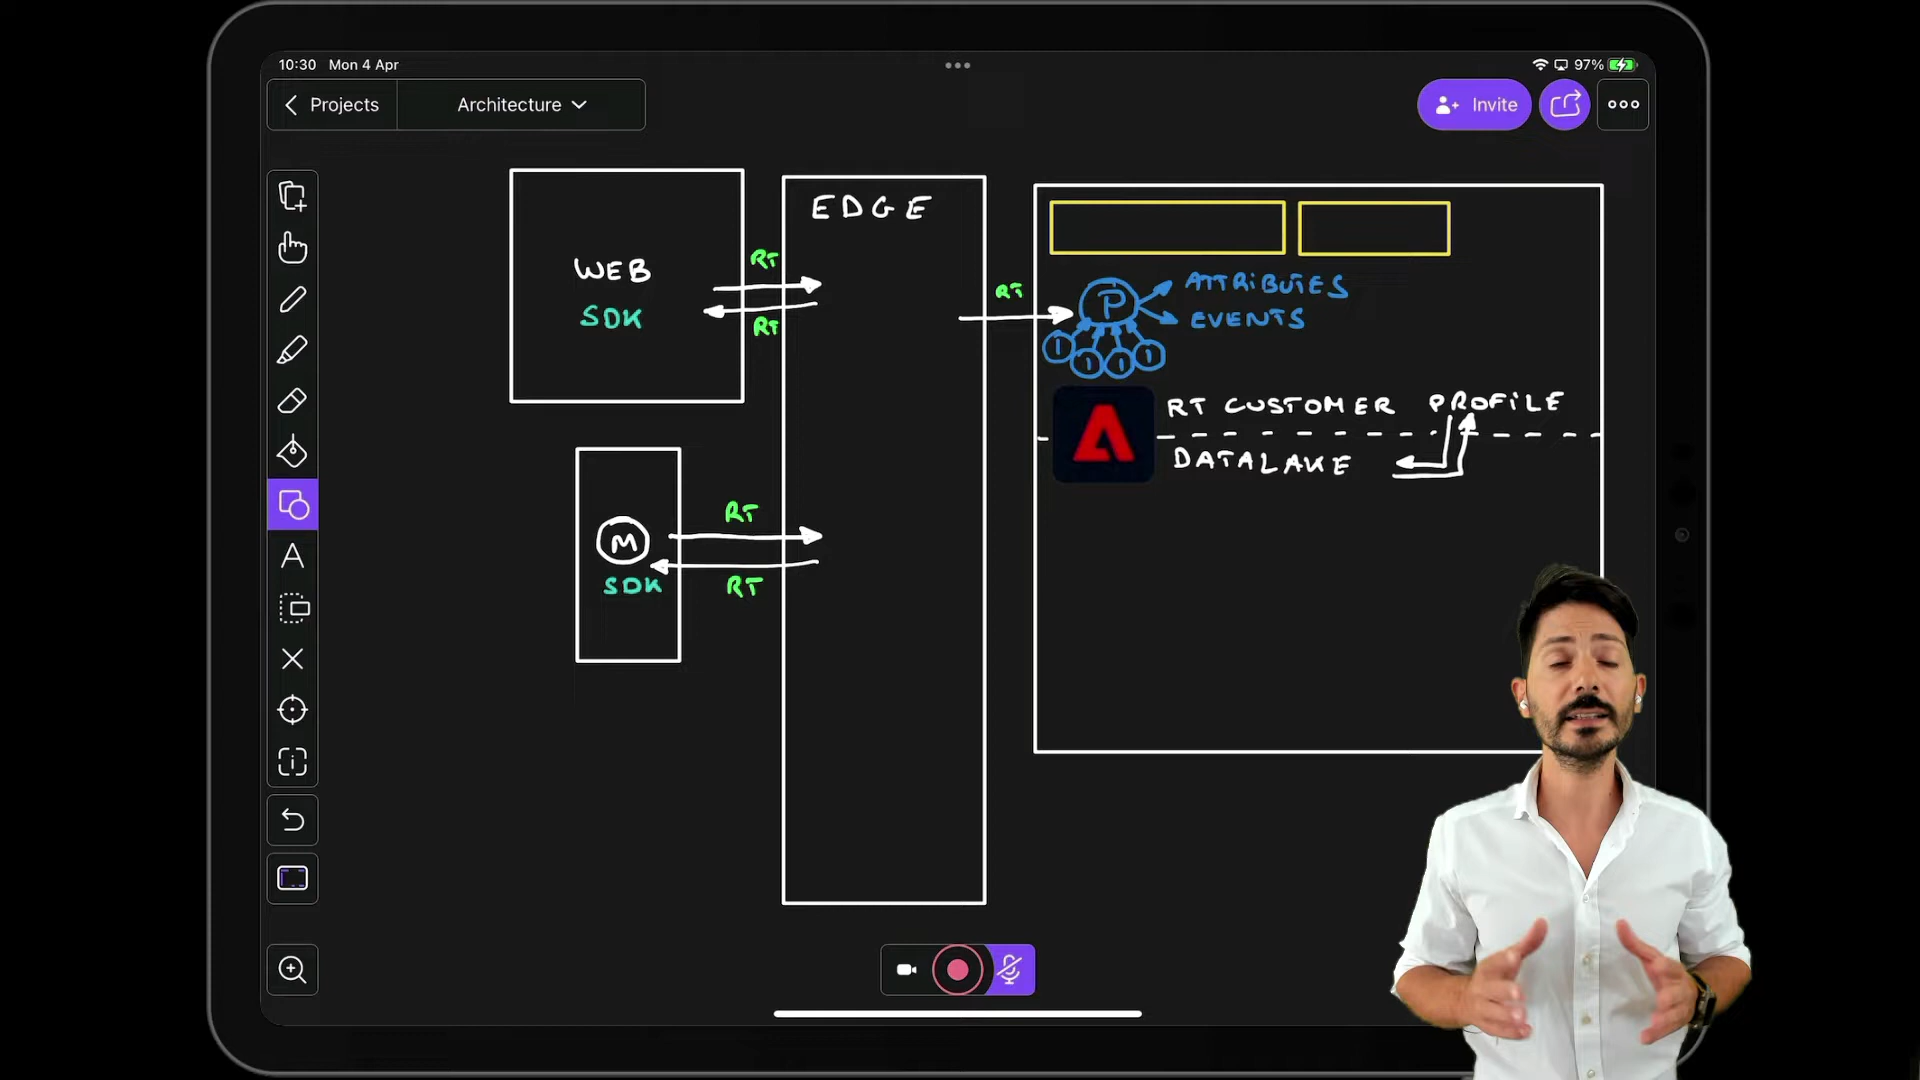 10:30 Mon 4 Apr
97%
Projects
Architecture
Invite
EDGE
WEB
SDK
RT
RT
RT
P
ATTRIBUTES
EVENTS
I I I I
RT CUSTOMER PROFILE
DATALAKE
M
SDK
RT
RT
A